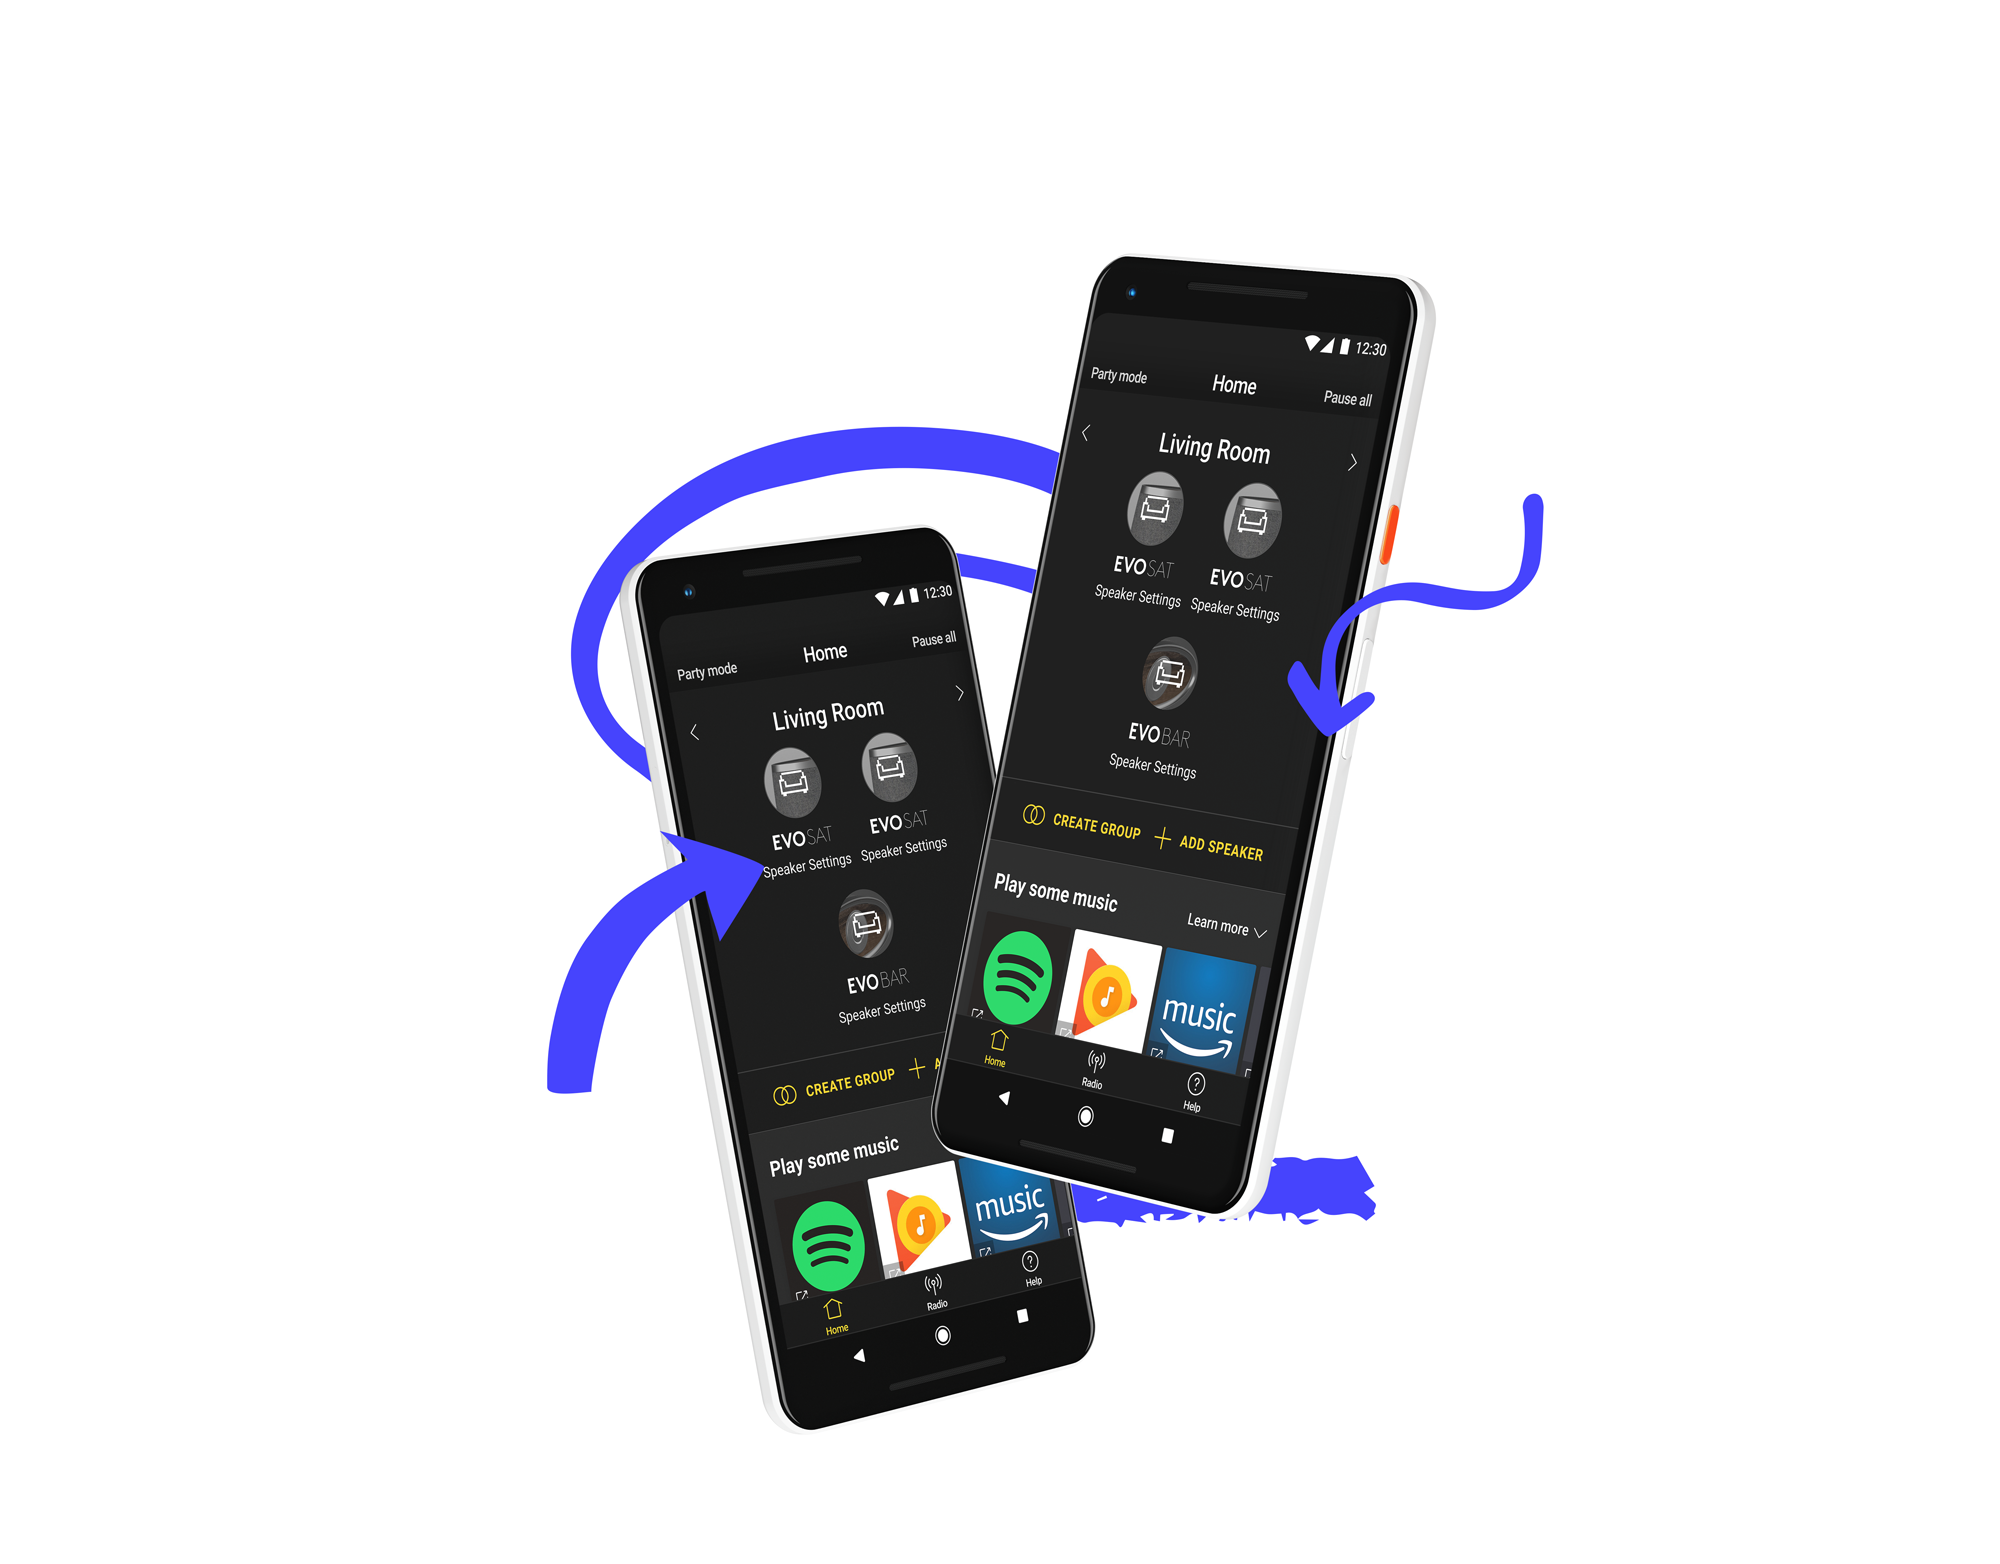 12:30
Party mode
Home
Pause all
Living Room
EVOSAT
EVOSAT
Speaker Settings
Speaker Settings
EVOBAR
Speaker Settings
CREATE GROUP
ADD SPEAKER
Play some music
Learn more
music
Home
Radio
Help
12:30
Party mode
Home
Pause all
Living Room
EVOSAT
EVOSAT
Speaker Settings
Speaker Settings
EVOBAR
Speaker Settings
CREATE GROUP
Play some music
music
Home
Radio
Help